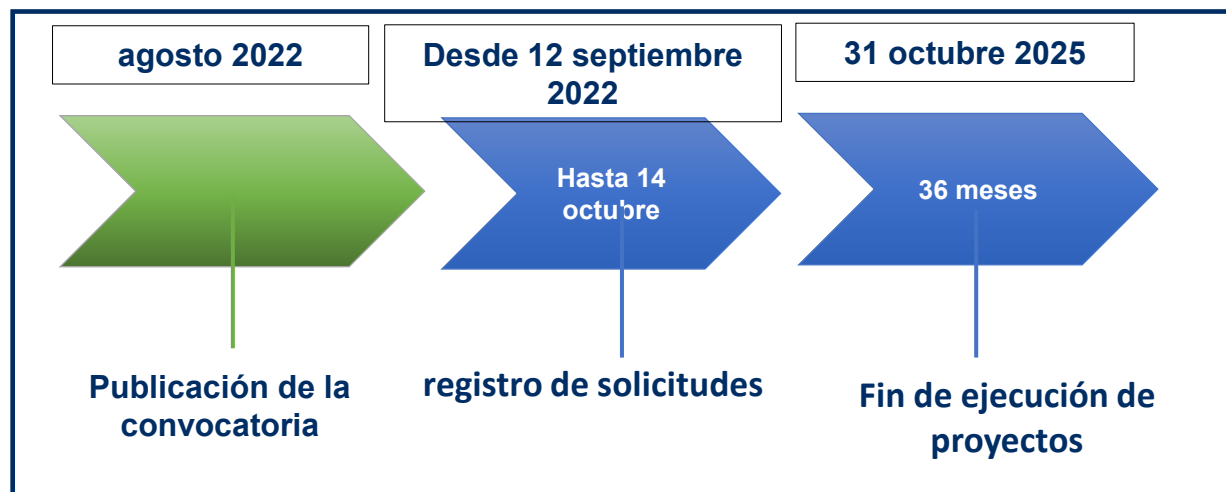 agosto 2022
Desde 12 septiembre
2022
31 octubre 2025
Hasta 14
octubre
36 meses
Publicación de la
convocatoria
registro de solicitudes
Fin de ejecución de
proyectos